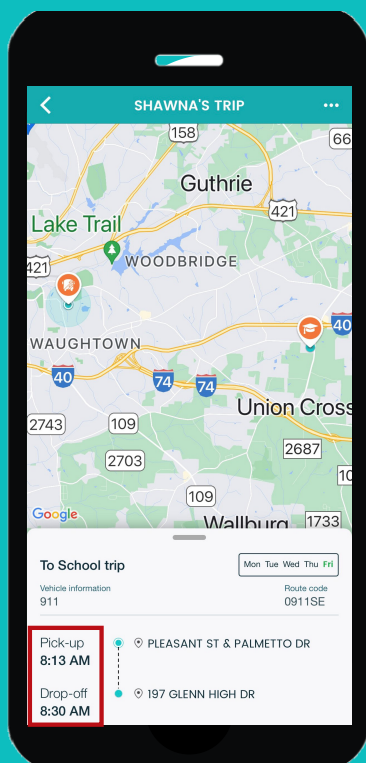 SHAWNA'S TRIP
158
66
Guthrie
421
Lake Trail
WOODBRIDGE
421
40
WAUGHTOWN
40
74
74
Union Cross
2743
109
2687
2703
10
109
Google
Wallburg
1733
To School trip
Mon Tue Wed Thu Fri
Vehicle information
Route code
911
0911SE
Pick-up
8:13 AM
PLEASANT ST & PALMETTO DR
Drop-off
8:30 AM
197 GLENN HIGH DR